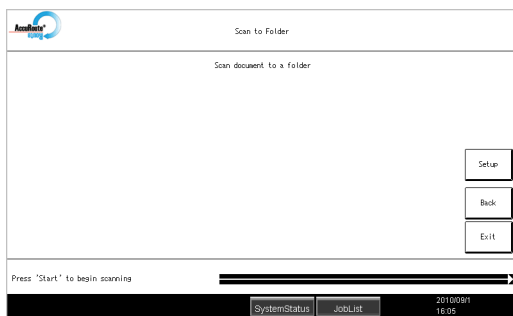 AccuRoute®
Scan to Folder
Scan document to a folder
Setup
Back
Exit
Press 'Start' to begin scanning
SystemStatus
JobList
2010/09/1
16:05